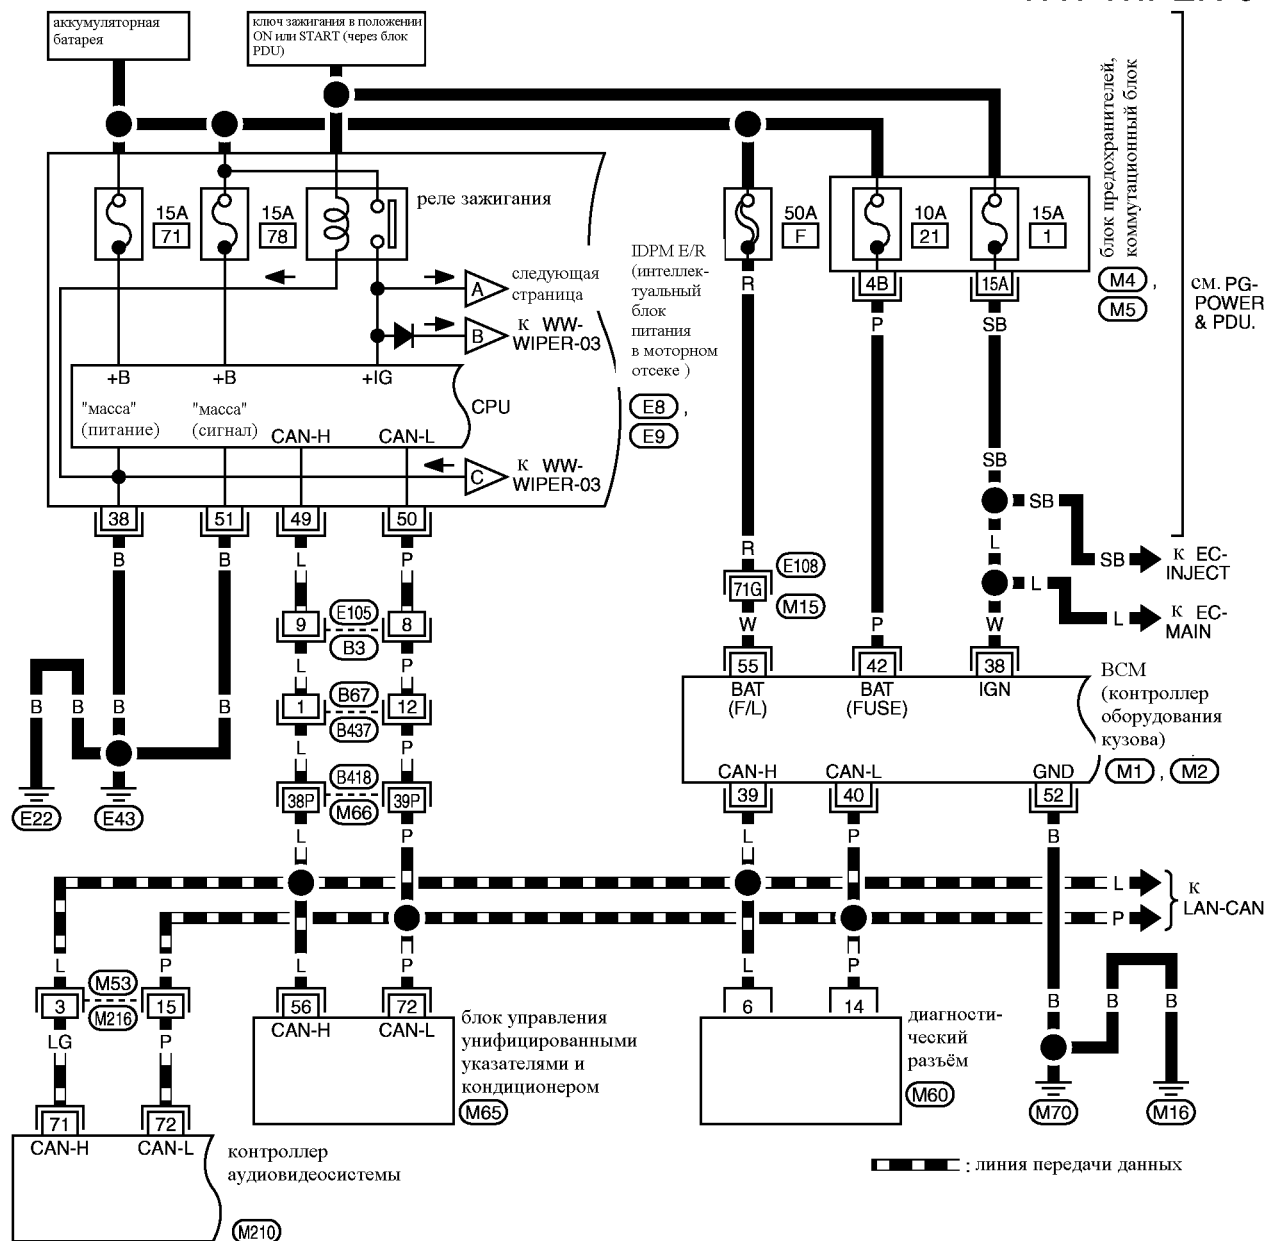 аккумуляторная
батарея
ключ зажигания в положении
ON или START (через блок
PDU)
блок предохранителей,
коммутационный блок
M4 ,
M5
см. PG-
POWER
& PDU.
15A
71
15A
78
реле зажигания
50A
F
10A
21
15A
1
A
следующая
страница
B
к WW-
WIPER-03
IDPM E/R
(интеллек-
туальный
блок
питания
в моторном
отсеке )
E8 ,
E9
R
4B
15A
P
SB
+B
+B
+IG
"масса"
(питание)
"масса"
(сигнал)
CAN-H
CAN-L
CPU
C
к WW-
WIPER-03
SB
SB
SB
к EC-
INJECT
L
L
L
к EC-
MAIN
38
51
49
50
B
B
L
P
R
71G
E108
M15
W
P
W
9
E105
B3
8
L
P
1
B67
B437
12
L
P
38P
B418
M66
39P
L
P
B
B
B
B
E22
E43
55
42
38
BAT
(F/L)
BAT
(FUSE)
IGN
BCM
(контроллер
оборудования
кузова)
M1 , M2
CAN-H
CAN-L
GND
39
40
52
L
P
B
L
P
к
LAN-CAN
L
P
L
P
L
P
B
B
B
3
M53
M216
15
LG
P
56
72
CAN-H
CAN-L
блок управления
унифицированными
указателями и
кондиционером
M65
6
14
диагности-
ческий
разъём
M60
M70
M16
71
72
CAN-H
CAN-L
контроллер
аудиовидеосистемы
M210
: линия передачи данных